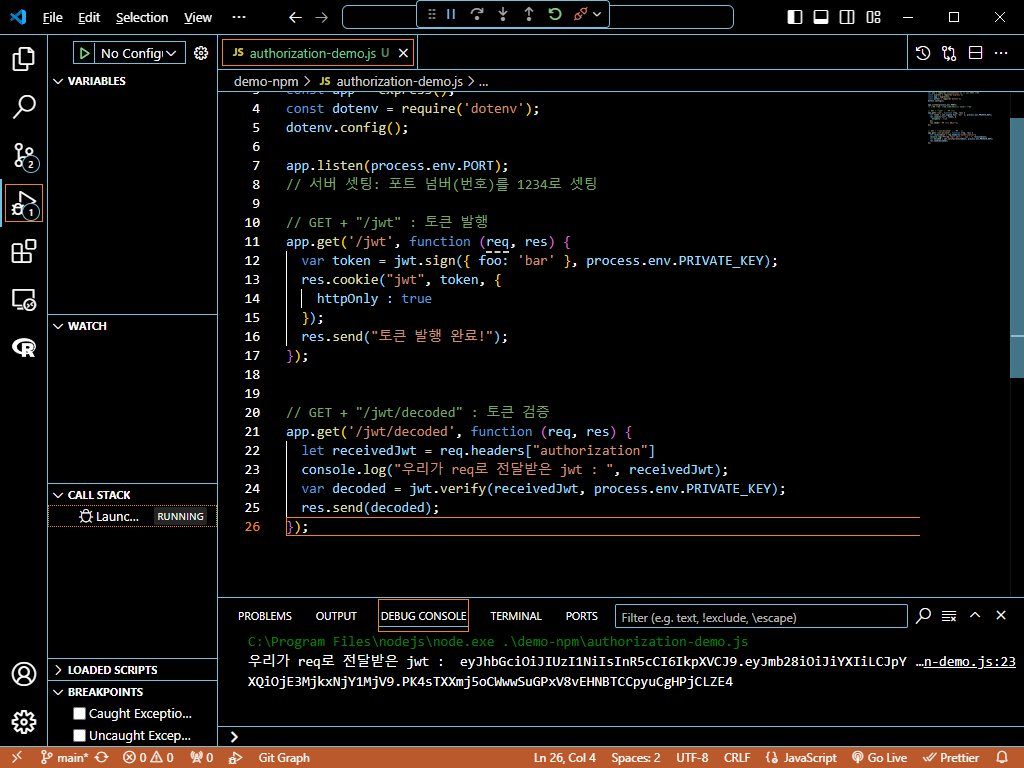 File Edit Selection View ···
No Config
JS authorization-demo.js U
demo-npm > JS authorization-demo.js > ...
VARIABLES
WATCH
CALL STACK
Launc... RUNNING
LOADED SCRIPTS
BREAKPOINTS
Caught Exceptio...
Uncaught Excep...
2
1
4 const dotenv = require('dotenv');
5 dotenv.config();
6
7 app.listen(process.env.PORT);
8 // 서버 셋팅: 포트 넘버(번호)를 1234로 셋팅
9
10 // GET + "/jwt" : 토큰 발행
11 app.get('/jwt', function (req, res) {
12 var token = jwt.sign({ foo: 'bar' }, process.env.PRIVATE_KEY);
13 res.cookie("jwt", token, {
14 httpOnly : true
15 });
16 res.send("토큰 발행 완료!");
17 });
18
19
20 // GET + "/jwt/decoded" : 토큰 검증
21 app.get('/jwt/decoded', function (req, res) {
22 let receivedJwt = req.headers["authorization"]
23 console.log("우리가 req로 전달받은 jwt : ", receivedJwt);
24 var decoded = jwt.verify(receivedJwt, process.env.PRIVATE_KEY);
25 res.send(decoded);
26 });
PROBLEMS OUTPUT DEBUG CONSOLE TERMINAL PORTS Filter (e.g. text, !exclude, \escape)
C:\Program Files\nodejs\node.exe .\demo-npm\authorization-demo.js
우리가 req로 전달받은 jwt :  eyJhbGciOiJIUzI1NiIsInR5cCI6IkpXVCJ9.eyJmb28iOiJiYXIiLCJpY …n-demo.js:23
XQiOjE3MjkxNjY1MjV9.PK4sTXXmj5oCWwwSuGPxV8vEHNBTCCpyuCgHPjCLZE4
main* 0 0 0 Git Graph Ln 26, Col 4 Spaces: 2 UTF-8 CRLF {} JavaScript Go Live Prettier